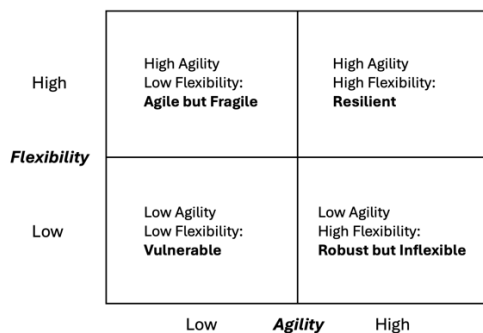 High
High Agility
Low Flexibility:
Agile but Fragile
High Agility
High Flexibility:
Resilient
Flexibility
Low
Low Agility
Low Flexibility:
Vulnerable
Low Agility
High Flexibility:
Robust but Inflexible
Low
Agility
High